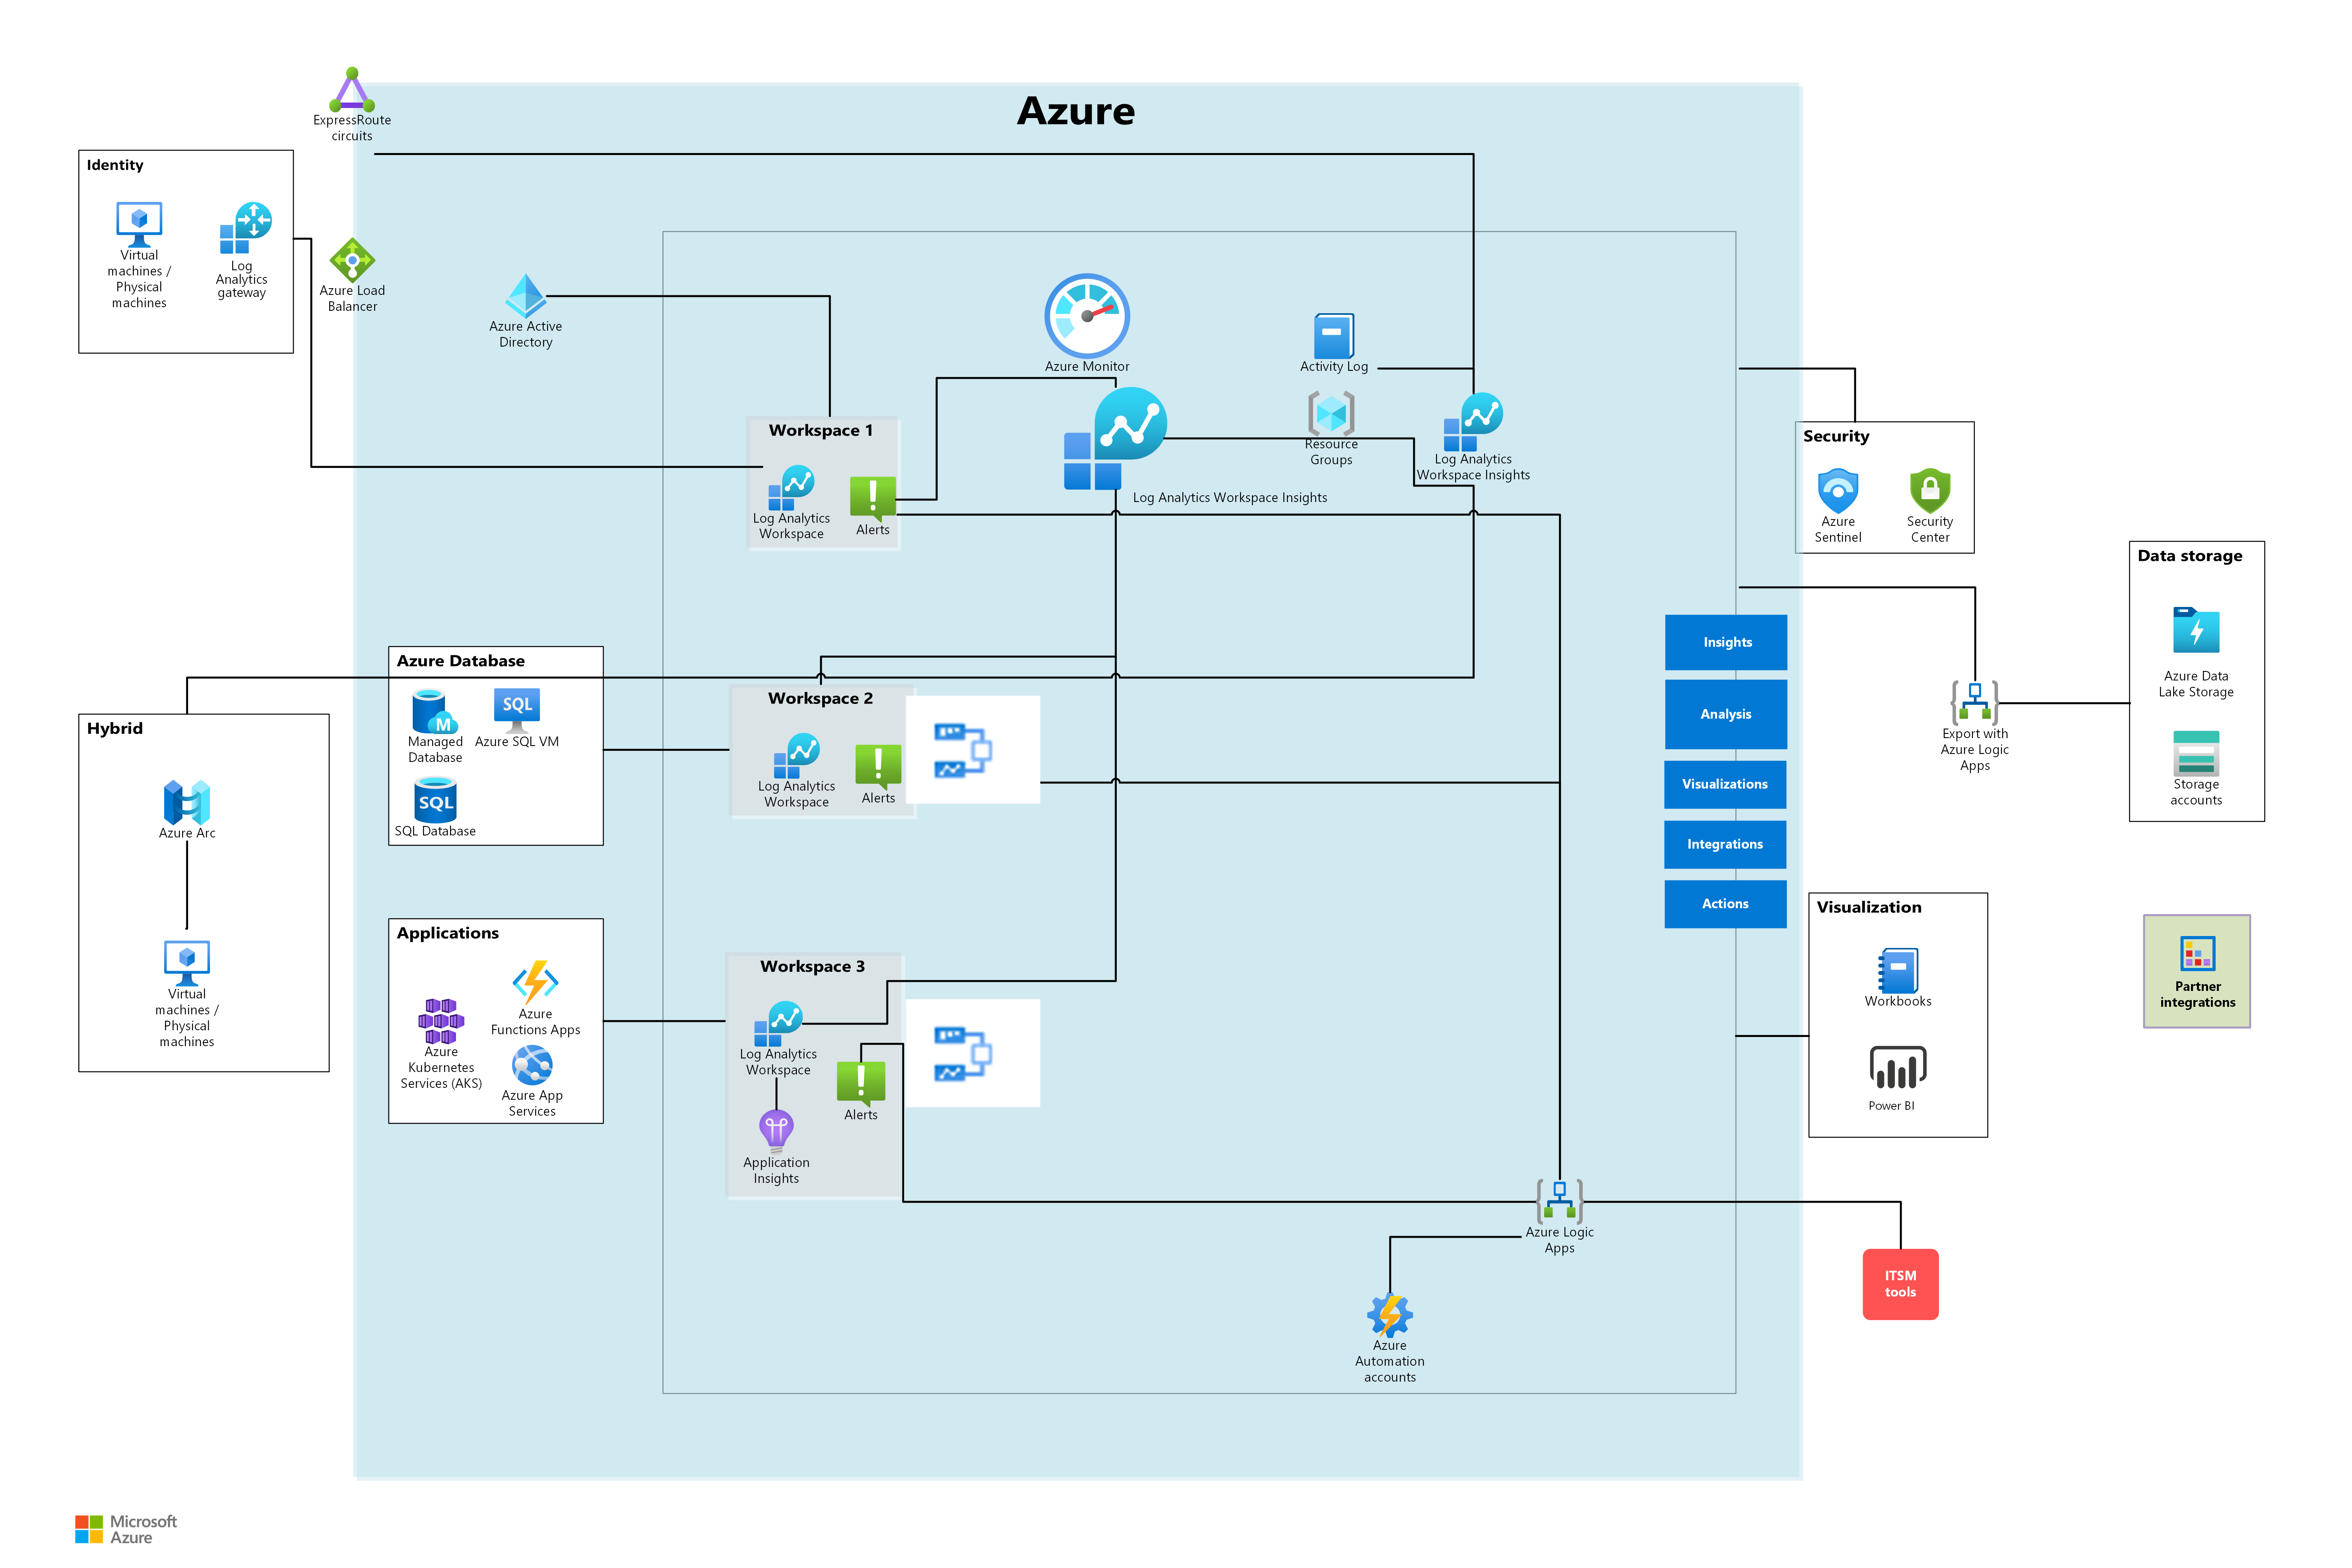 Azure
ExpressRoute
circuits
Identity
Virtual
machines /
Physical
machines
Log
Analytics
gateway
Azure Load
Balancer
Azure Active
Directory
Azure Monitor
Activity Log
Resource
Groups
Log Analytics
Workspace Insights
Log Analytics Workspace Insights
Workspace 1
Log Analytics
Workspace
Alerts
Security
Azure
Sentinel
Security
Center
Data storage
Azure Data
Lake Storage
Storage
accounts
Export with
Azure Logic
Apps
Insights
Analysis
Visualizations
Integrations
Actions
Azure Database
Managed
Database
SQL
Azure SQL VM
SQL
SQL Database
M
Workspace 2
Log Analytics
Workspace
Alerts
Hybrid
Azure Arc
Virtual
machines /
Physical
machines
Applications
Azure
Functions Apps
Azure
Kubernetes
Services (AKS)
Azure App
Services
Workspace 3
Log Analytics
Workspace
Alerts
Application
Insights
Visualization
Workbooks
Power BI
Partner
integrations
Azure Logic
Apps
ITSM
tools
Azure
Automation
accounts
Microsoft
Azure